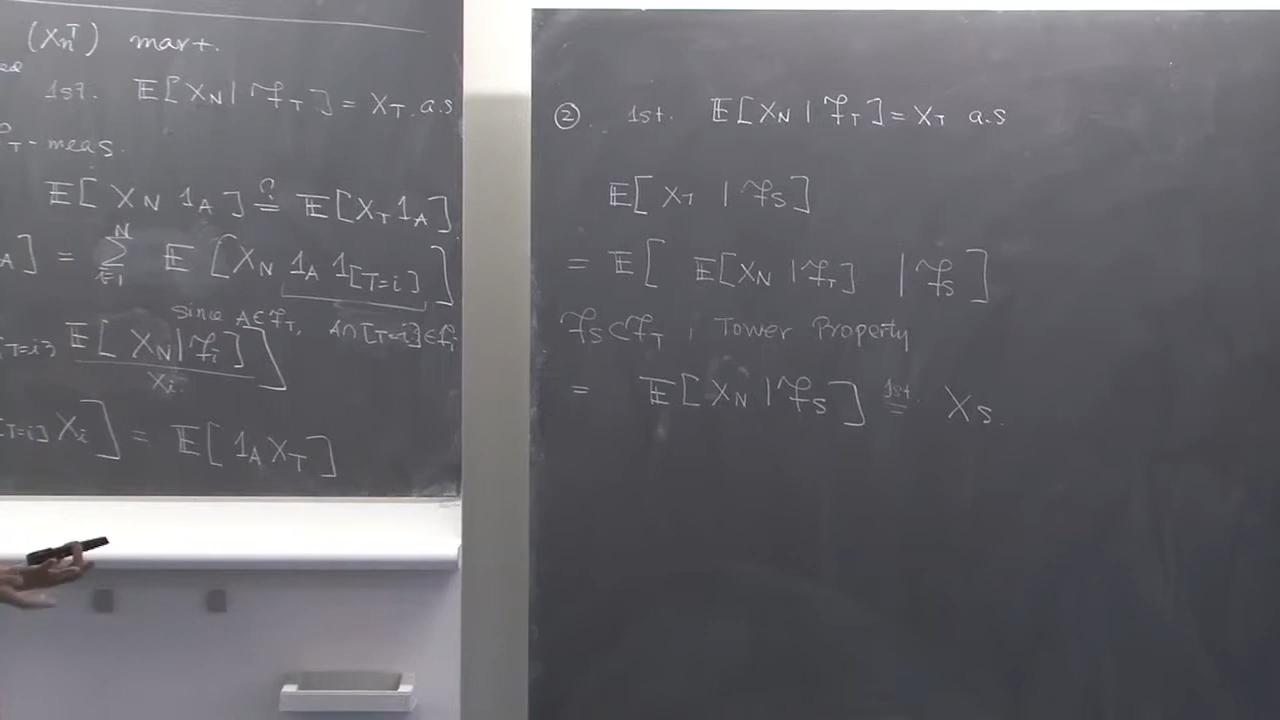 (X_n^T) mart.
1st. 𝔼[X_N | ℱ_T] = X_T a.s
T - meas.
𝔼[X_N 1_A] ?= 𝔼[X_T 1_A]
A] = Σ_{i=1}^N 𝔼[X_N 1_A 1_{[T=i]}]
since A∈ℱ_T, A∩[T=i]∈ℱ_i
[T=i] 𝔼[X_N | ℱ_i]]
X_i
[T=i] X_i] = 𝔼[1_A X_T]
② 1st. 𝔼[X_N | ℱ_T] = X_T a.s
𝔼[X_T | ℱ_S]
= 𝔼[ 𝔼[X_N | ℱ_T] | ℱ_S ]
ℱ_S ⊂ ℱ_T , Tower Property
= 𝔼[X_N | ℱ_S] 1st. = X_S.